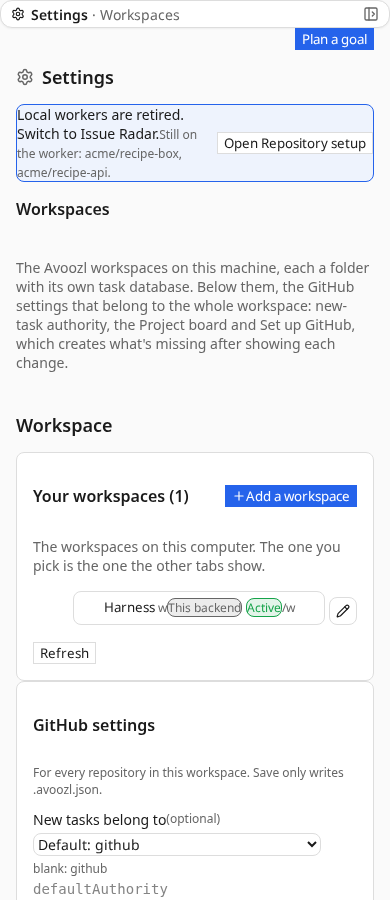 Settings · Workspaces
Plan a goal
Settings
Local workers are retired.
Switch to Issue Radar.Still on
the worker: acme/recipe-box,
acme/recipe-api.
Open Repository setup
Workspaces
The Avoozl workspaces on this machine, each a folder
with its own task database. Below them, the GitHub
settings that belong to the whole workspace: new-
task authority, the Project board and Set up GitHub,
which creates what's missing after showing each
change.
Workspace
Your workspaces (1)
+Add a workspace
The workspaces on this computer. The one you
pick is the one the other tabs show.
Harness w This backend Active /w
Refresh
GitHub settings
For every repository in this workspace. Save only writes
.avoozl.json.
New tasks belong to(optional)
Default: github
blank: github
defaultAuthority